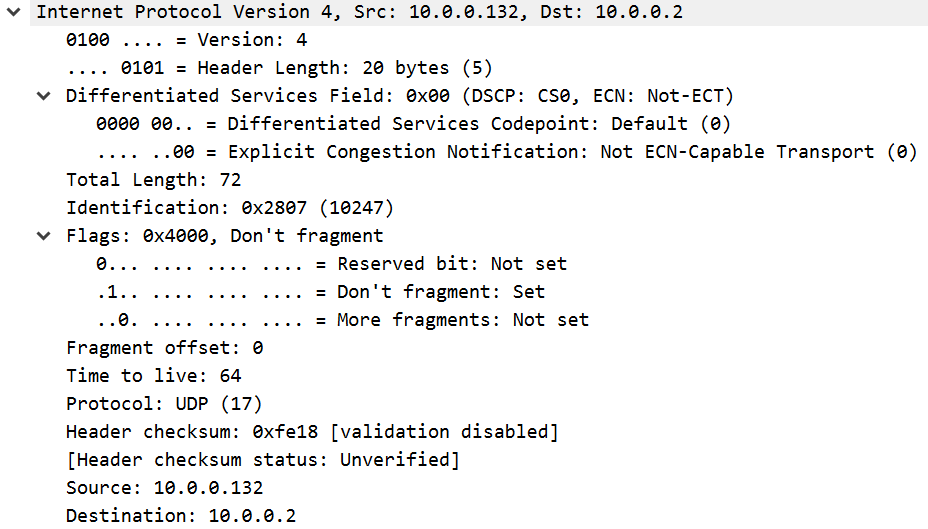 Internet Protocol Version 4, Src: 10.0.0.132, Dst: 10.0.0.2
0100 .... = Version: 4
.... 0101 = Header Length: 20 bytes (5)
Differentiated Services Field: 0x00 (DSCP: CS0, ECN: Not-ECT)
0000 00.. = Differentiated Services Codepoint: Default (0)
.... ..00 = Explicit Congestion Notification: Not ECN-Capable Transport (0)
Total Length: 72
Identification: 0x2807 (10247)
Flags: 0x4000, Don't fragment
0... .... .... .... = Reserved bit: Not set
.1.. .... .... .... = Don't fragment: Set
..0. .... .... .... = More fragments: Not set
Fragment offset: 0
Time to live: 64
Protocol: UDP (17)
Header checksum: 0xfe18 [validation disabled]
[Header checksum status: Unverified]
Source: 10.0.0.132
Destination: 10.0.0.2